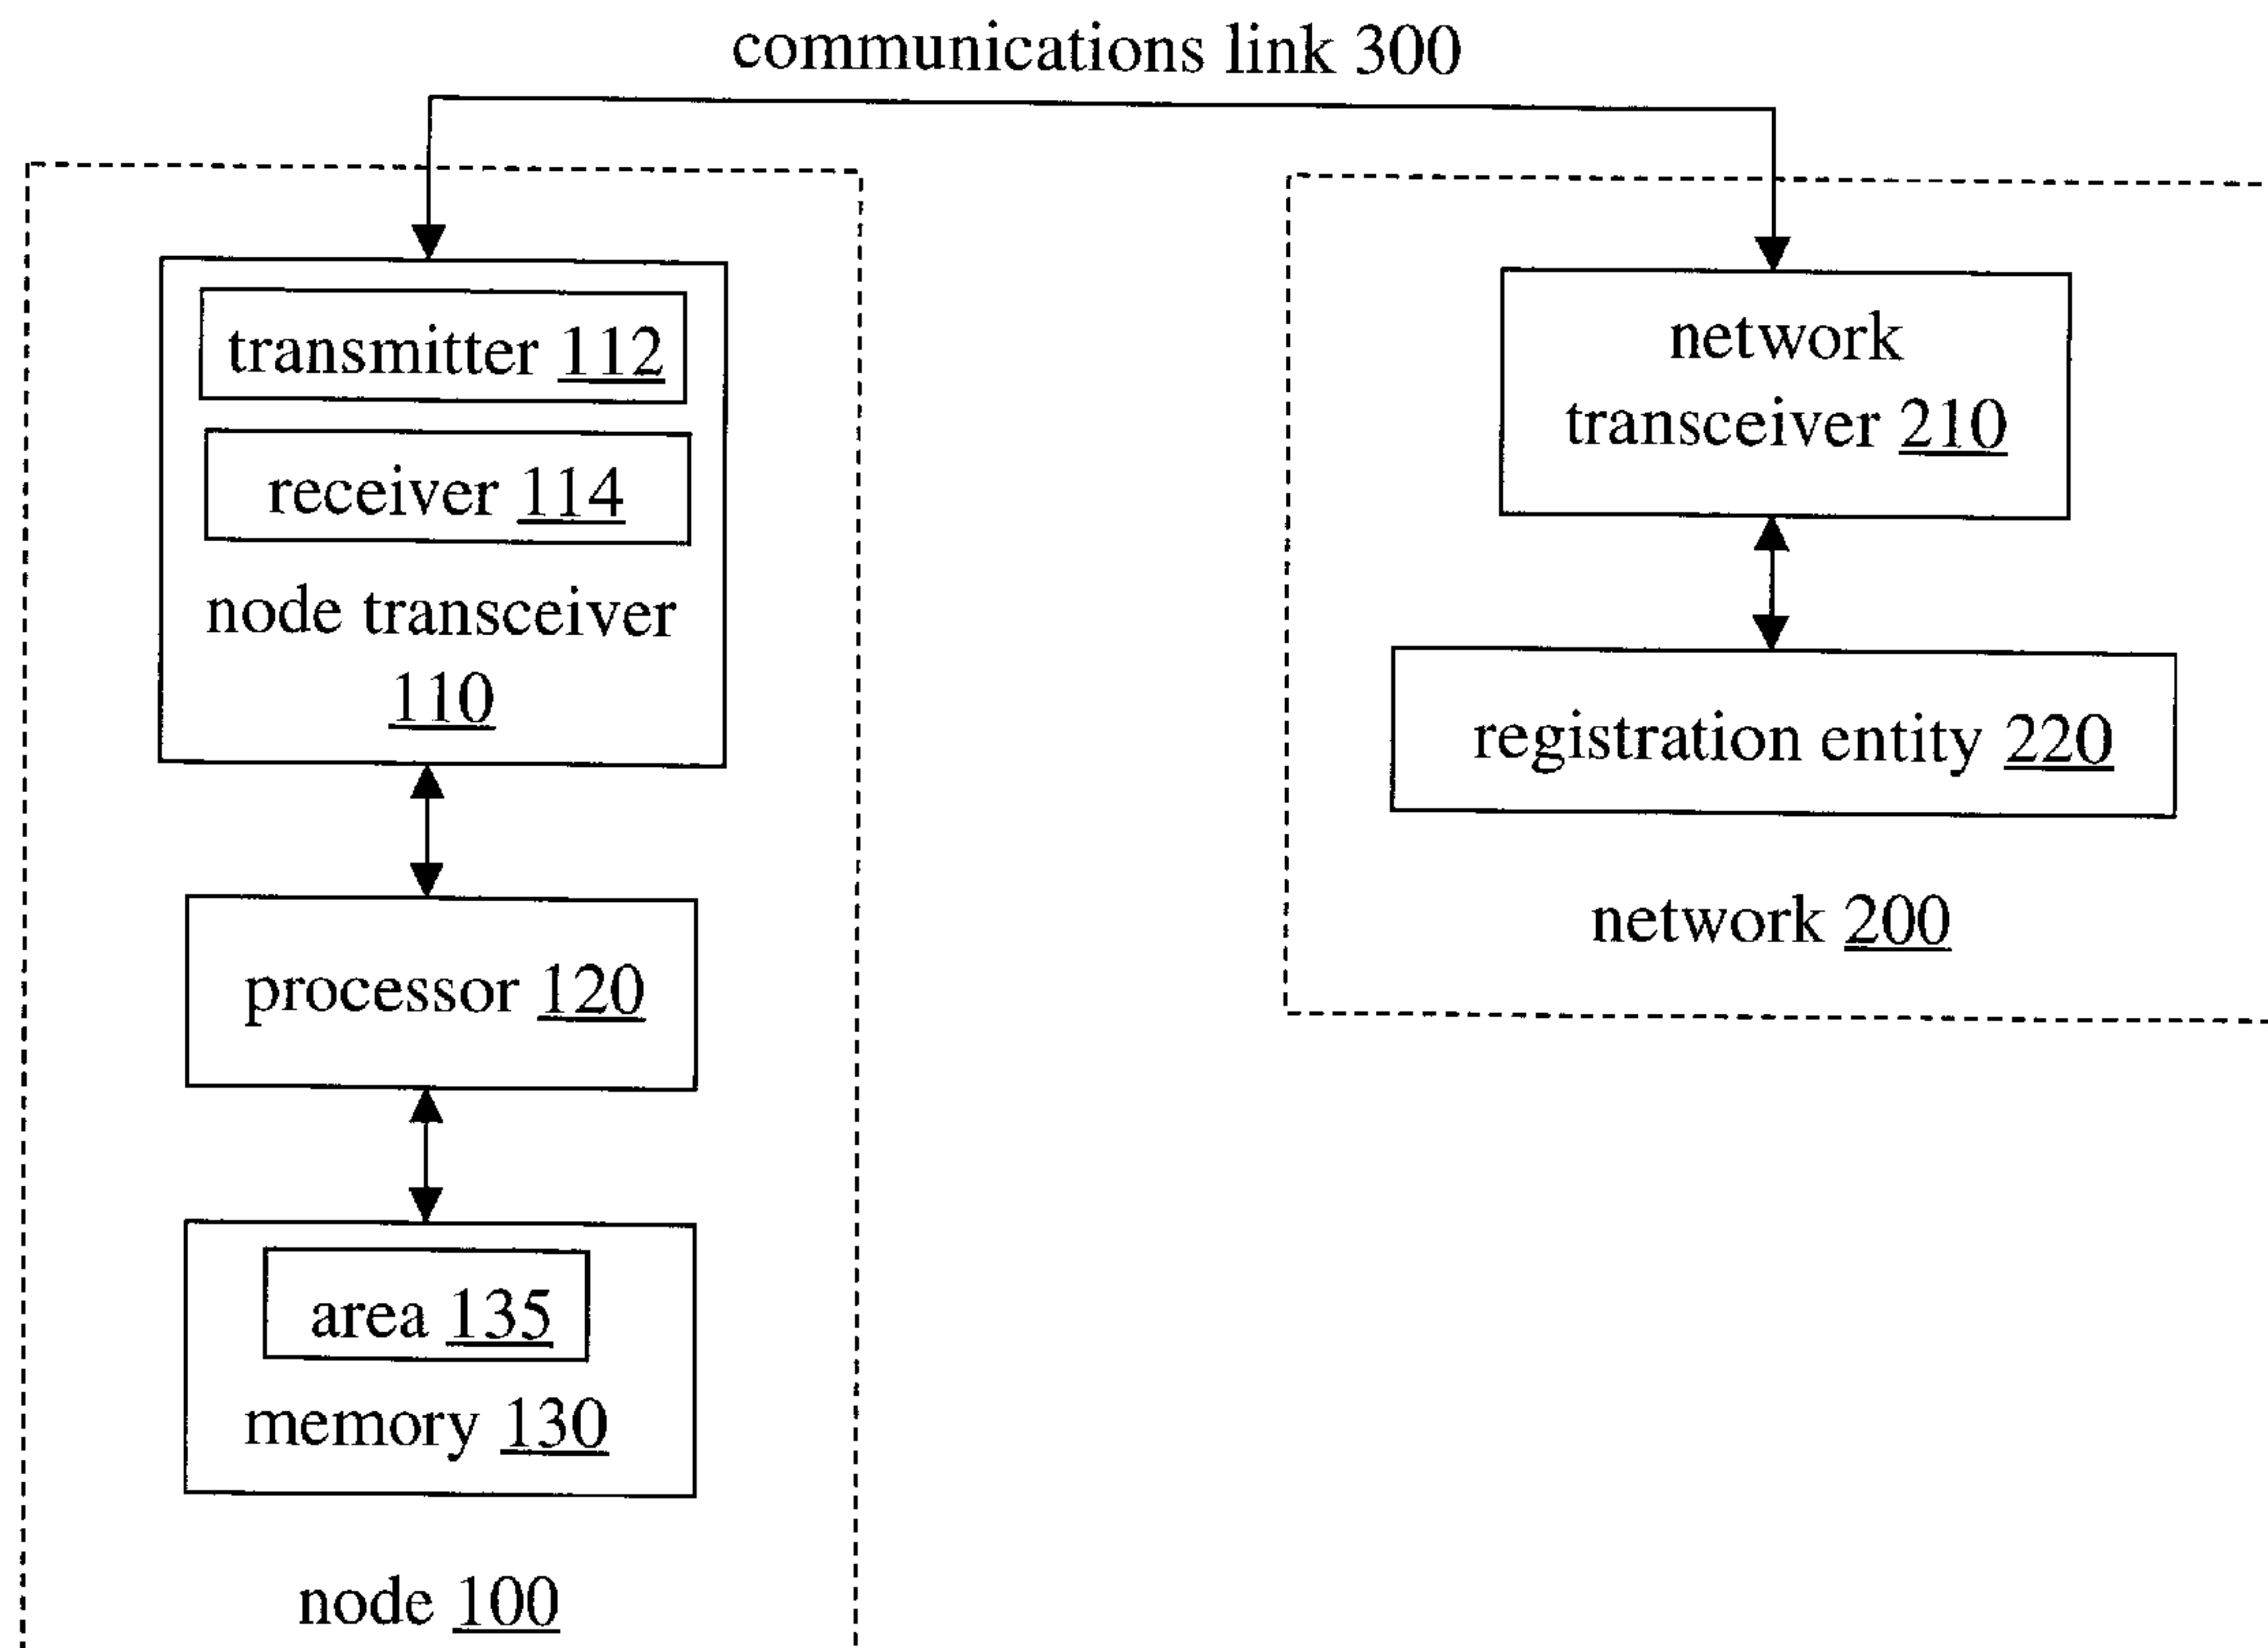 communications link 300
transmitter 112
receiver 114
node transceiver
110
processor 120
area 135
memory 130
node 100
network
transceiver 210
registration entity 220
network 200